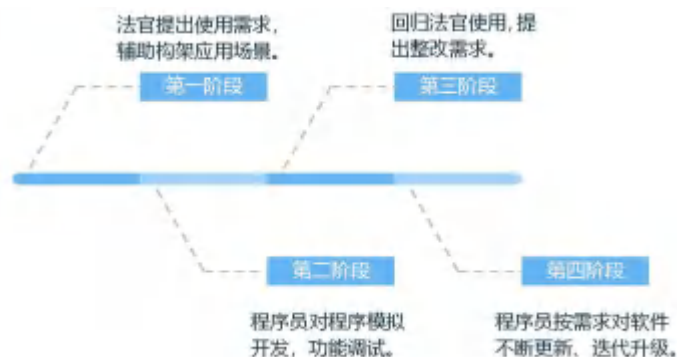 法官提出使用需求，
辅助构架应用场景。
第一阶段
回归法官使用，提
出整改需求。
第三阶段
第二阶段
程序员对程序模拟
开发，功能调试。
第四阶段
程序员按需求对软件
不断更新、迭代升级。